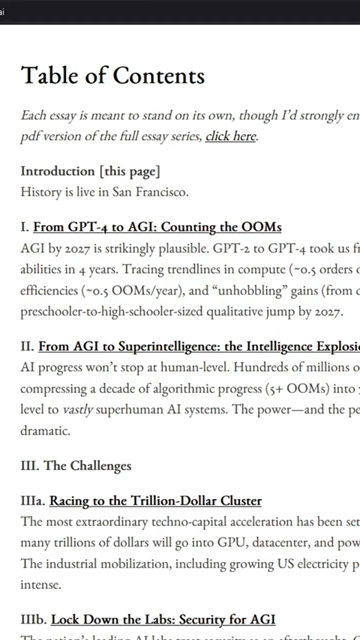 ai
Table of Contents
Each essay is meant to stand on its own, though I'd strongly en
pdf version of the full essay series, click here.
Introduction [this page]
History is live in San Francisco.
I. From GPT-4 to AGI: Counting the OOMs
AGI by 2027 is strikingly plausible. GPT-2 to GPT-4 took us
abilities in 4 years. Tracing trendlines in compute (~0.5 orders
efficiencies (~0.5 OOMs/year), and “unhobbling” gains (from
preschooler-to-high-schooler-sized qualitative jump by 2027.
II. From AGI to Superintelligence: the Intelligence Explosi
AI progress won't stop at human-level. Hundreds of millions
compressing a decade of algorithmic progress (5+ OOMs) into
level to vastly superhuman AI systems. The power—and the pe
dramatic.
III. The Challenges
IIIa. Racing to the Trillion-Dollar Cluster
The most extraordinary techno-capital acceleration has been set
many trillions of dollars will go into GPU, datacenter, and pow
The industrial mobilization, including growing US electricity p
intense.
IIIb. Lock Down the Labs: Security for AGI